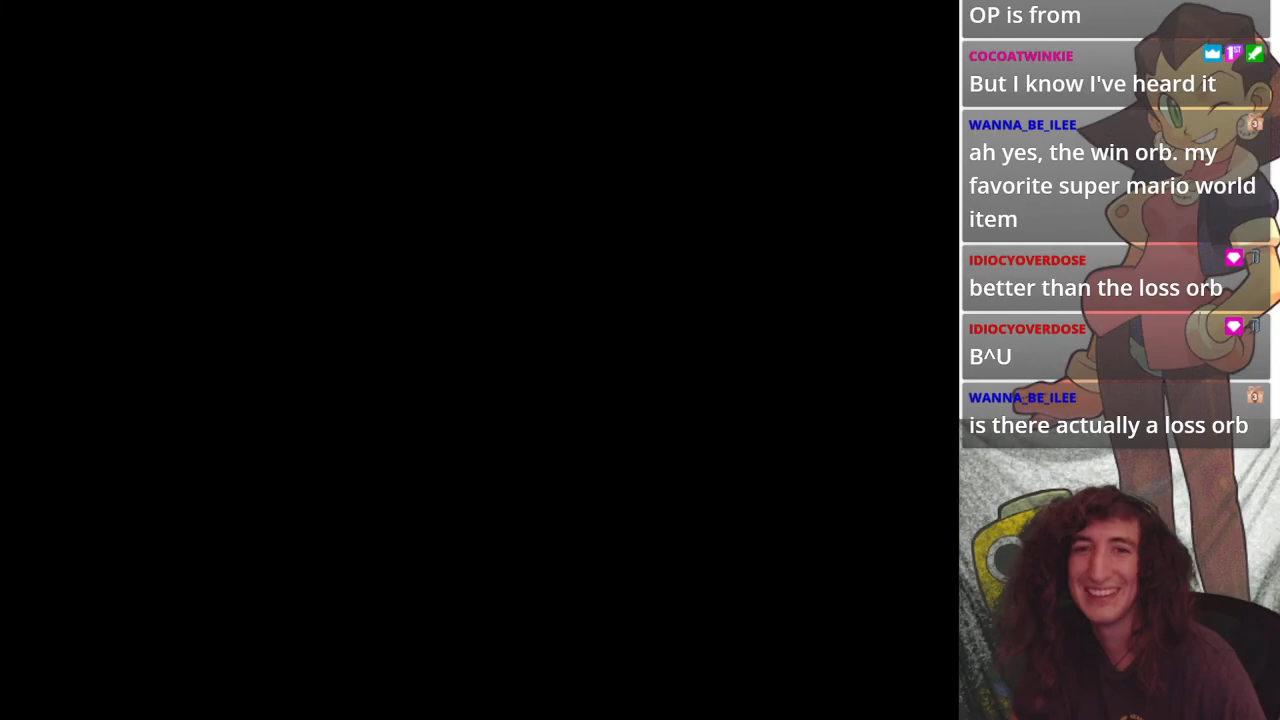 OP is from
COCOATWINKIE
But I know I've heard it
WANNA_BE_ILEE
ah yes, the win orb. my
favorite super mario world
item
IDIOCYOVERDOSE
better than the loss orb
IDIOCYOVERDOSE
B^U
WANNA_BE_ILEE
is there actually a loss orb